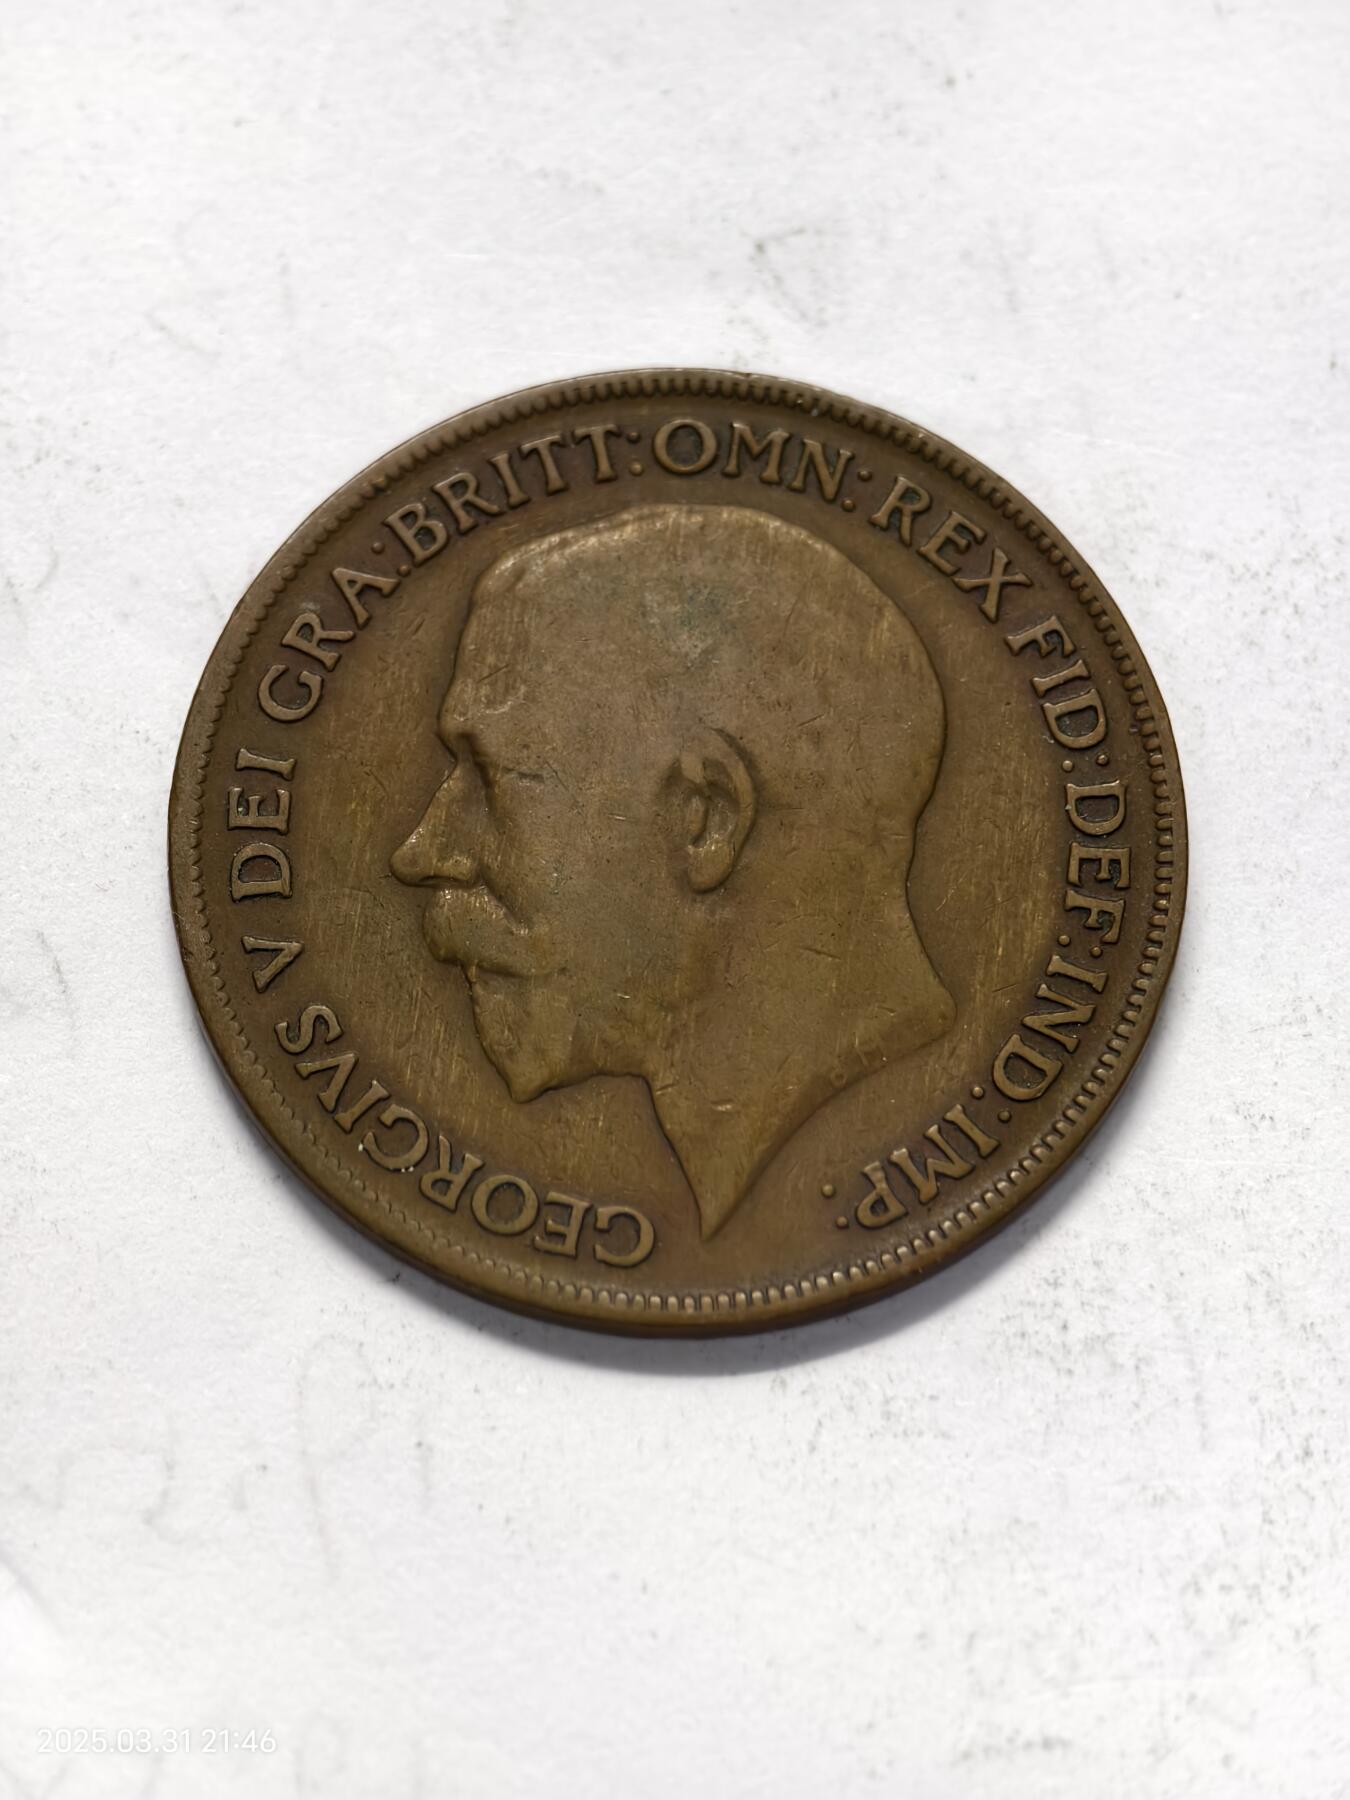 GEORGIVS V DEI GRA: BRITT: OMN: REX FID: DEF: IND: IMP:
2025.03.31 21:46